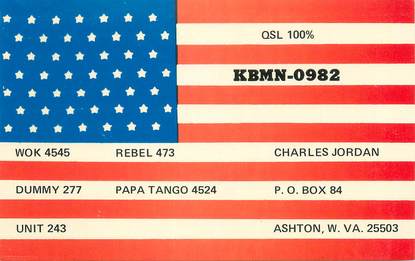 QSL 100%
KBMN-0982
WOK 4545 REBEL 473 CHARLES JORDAN
DUMMY 277 PAPA TANGO 4524 P. O. BOX 84
UNIT 243 ASHTON, W. VA. 25503